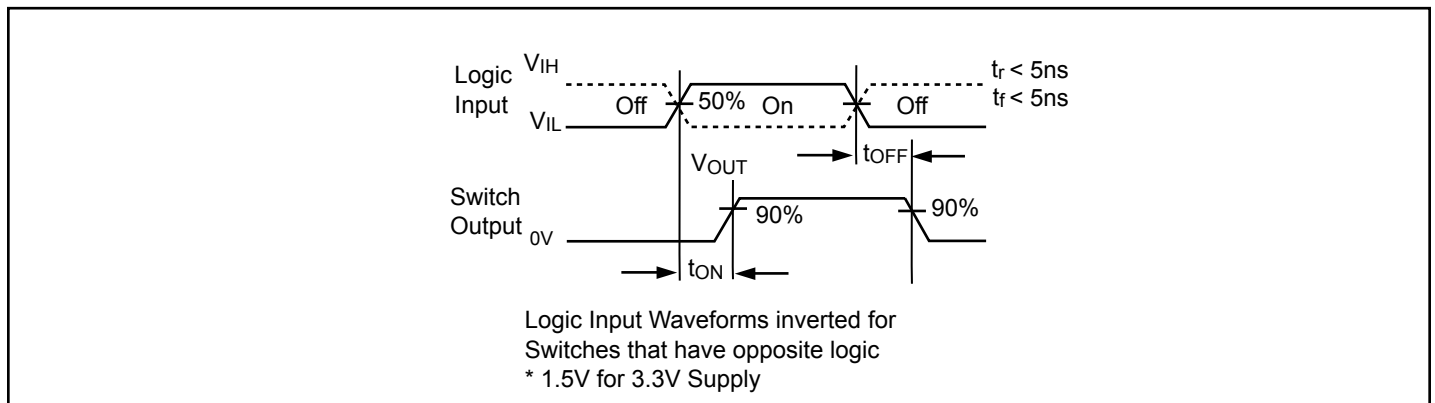 Logic Input
VIH
VIL
Off
50%
On
Off
tr < 5ns
tf < 5ns
tOFF
VOUT
Switch Output
0V
90%
90%
tON
Logic Input Waveforms inverted for
Switches that have opposite logic
* 1.5V for 3.3V Supply